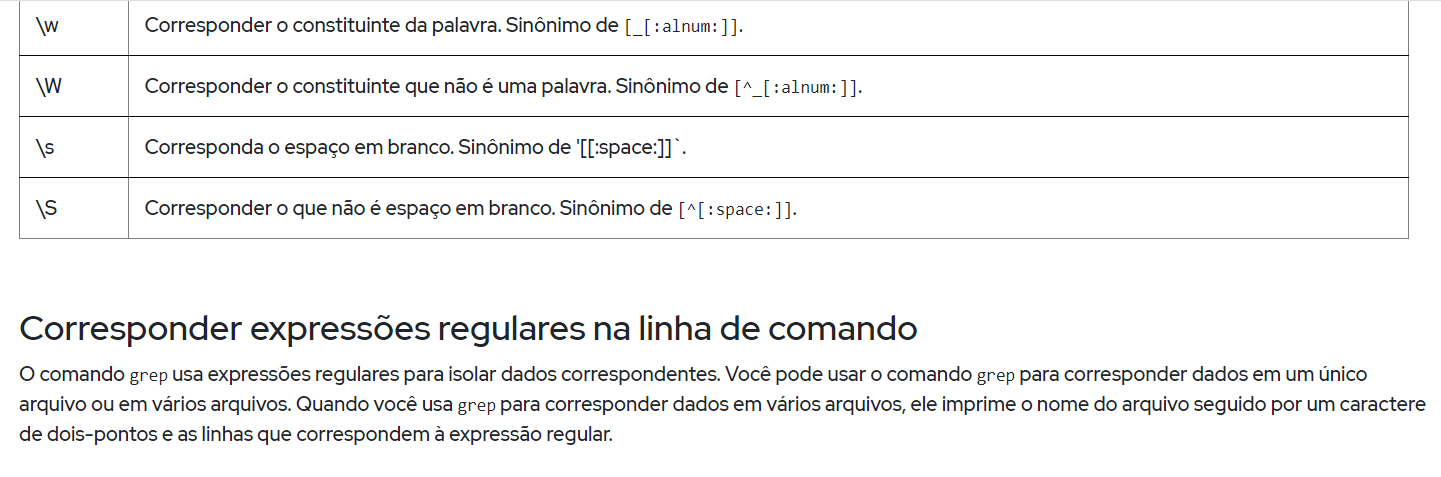 \w Corresponder o constituinte da palavra. Sinônimo de [_[:alnum:]].
\W Corresponder o constituinte que não é uma palavra. Sinônimo de [^_[:alnum:]].
\s Corresponda o espaço em branco. Sinônimo de '[[:space:]]`.
\S Corresponder o que não é espaço em branco. Sinônimo de [^[:space:]].
Corresponder expressões regulares na linha de comando
O comando grep usa expressões regulares para isolar dados correspondentes. Você pode usar o comando grep para corresponder dados em um único
arquivo ou em vários arquivos. Quando você usa grep para corresponder dados em vários arquivos, ele imprime o nome do arquivo seguido por um caractere
de dois-pontos e as linhas que correspondem à expressão regular.